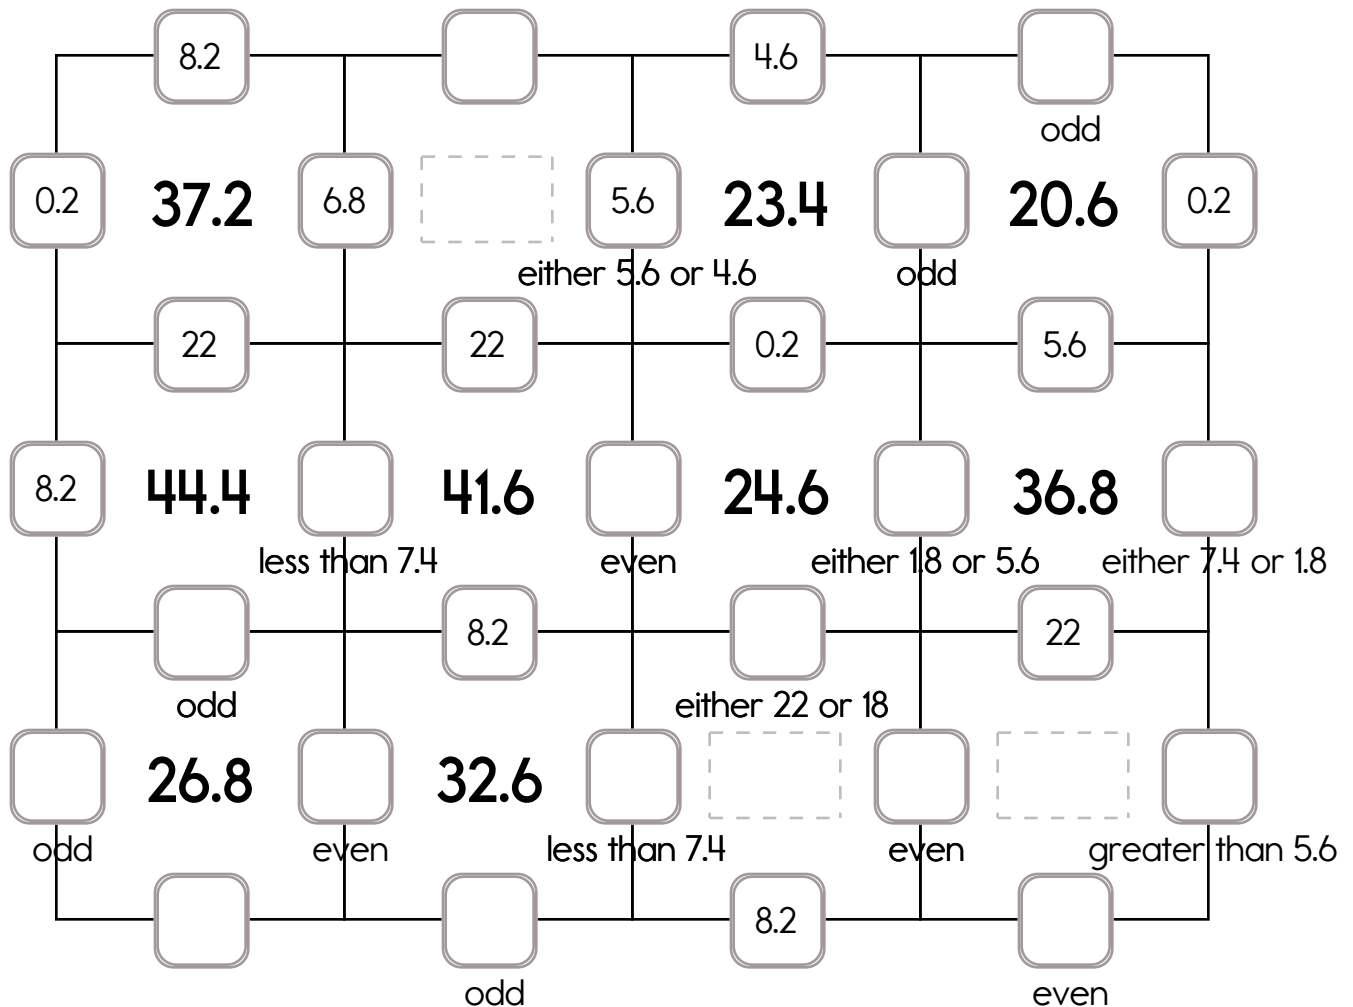 8.2 4.6
odd
0.2 37.2 6.8 5.6 23.4 20.6 0.2
either 5.6 or 4.6 odd
22 22 0.2 5.6
8.2 44.4 41.6 24.6 36.8
less than 7.4 even either 1.8 or 5.6 either 7.4 or 1.8
8.2 22
odd either 22 or 18
26.8 32.6
odd even less than 7.4 even greater than 5.6
8.2
odd even